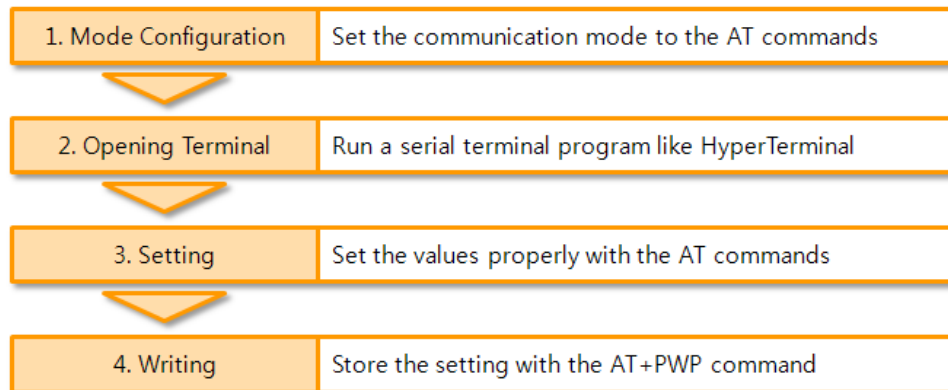 1. Mode Configuration
Set the communication mode to the AT commands
2. Opening Terminal
Run a serial terminal program like HyperTerminal
3. Setting
Set the values properly with the AT commands
4. Writing
Store the setting with the AT+PWP command